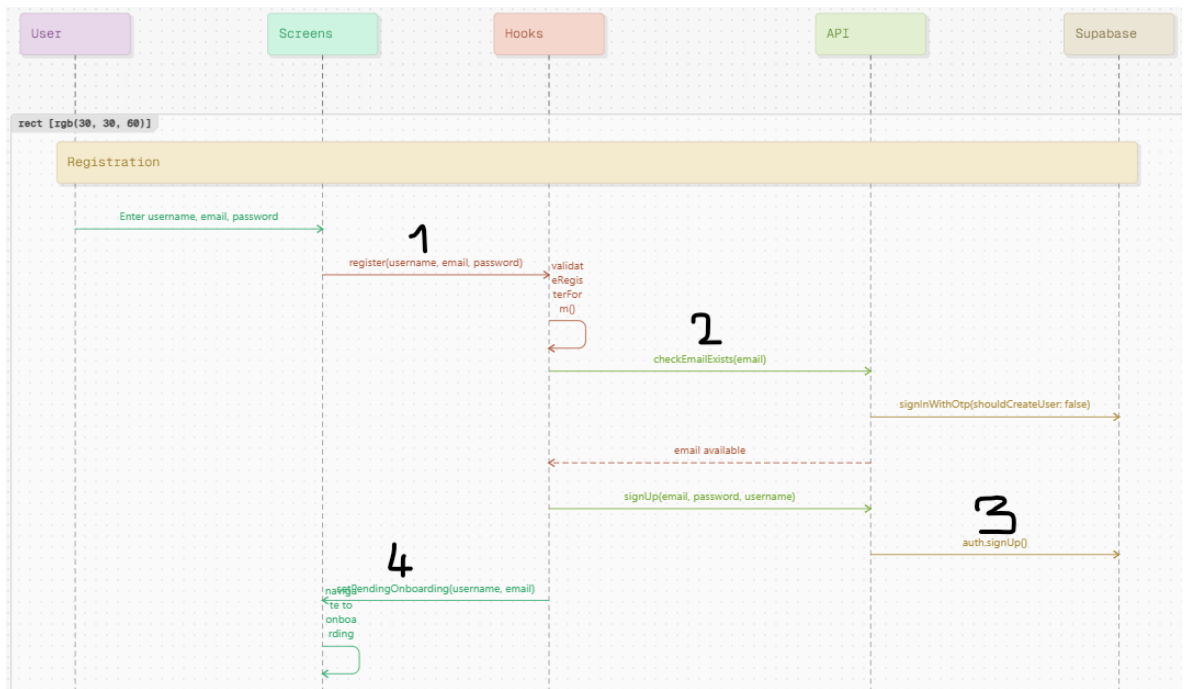 User
Screens
Hooks
API
Supabase
rect [rgb(30, 30, 60)]
Registration
Enter username, email, password
1
register(username, email, password)
validat
eRegis
terFor
m()
2
checkEmailExists(email)
signInWithOtp(shouldCreateUser: false)
email available
signUp(email, password, username)
3
auth.signUp()
4
setPendingOnboarding(username, email)
naviga
te to
onboa
rding